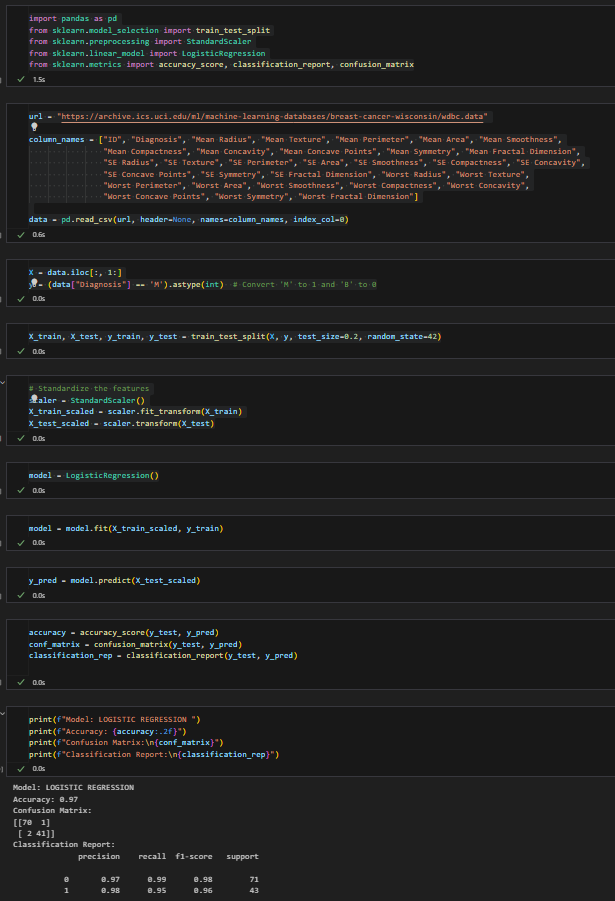 import pandas as pd
from sklearn.model_selection import train_test_split
from sklearn.preprocessing import StandardScaler
from sklearn.linear_model import LogisticRegression
from sklearn.metrics import accuracy_score, classification_report, confusion_matrix
1.5s
url = "https://archive.ics.uci.edu/ml/machine-learning-databases/breast-cancer-wisconsin/wdbc.data"
column_names = ["ID", "Diagnosis", "Mean Radius", "Mean Texture", "Mean Perimeter", "Mean Area", "Mean Smoothness",
"Mean Compactness", "Mean Concavity", "Mean Concave Points", "Mean Symmetry", "Mean Fractal Dimension",
"SE Radius", "SE Texture", "SE Perimeter", "SE Area", "SE Smoothness", "SE Compactness", "SE Concavity",
"SE Concave Points", "SE Symmetry", "SE Fractal Dimension", "Worst Radius", "Worst Texture",
"Worst Perimeter", "Worst Area", "Worst Smoothness", "Worst Compactness", "Worst Concavity",
"Worst Concave Points", "Worst Symmetry", "Worst Fractal Dimension"]
data = pd.read_csv(url, header=None, names=column_names, index_col=0)
0.6s
X = data.iloc[:, 1:]
y = (data["Diagnosis"] == 'M').astype(int) # Convert 'M' to 1 and 'B' to 0
0.0s
X_train, X_test, y_train, y_test = train_test_split(X, y, test_size=0.2, random_state=42)
0.0s
# Standardize the features
scaler = StandardScaler()
X_train_scaled = scaler.fit_transform(X_train)
X_test_scaled = scaler.transform(X_test)
0.0s
model = LogisticRegression()
0.0s
model = model.fit(X_train_scaled, y_train)
0.0s
y_pred = model.predict(X_test_scaled)
0.0s
accuracy = accuracy_score(y_test, y_pred)
conf_matrix = confusion_matrix(y_test, y_pred)
classification_rep = classification_report(y_test, y_pred)
0.0s
print(f"Model: LOGISTIC REGRESSION ")
print(f"Accuracy: {accuracy:.2f}")
print(f"Confusion Matrix:\n{conf_matrix}")
print(f"Classification Report:\n{classification_rep}")
0.0s
Model: LOGISTIC REGRESSION
Accuracy: 0.97
Confusion Matrix:
[[70 1]
[ 2 41]]
Classification Report:
precision recall f1-score support
0 0.97 0.99 0.98 71
1 0.98 0.95 0.96 43